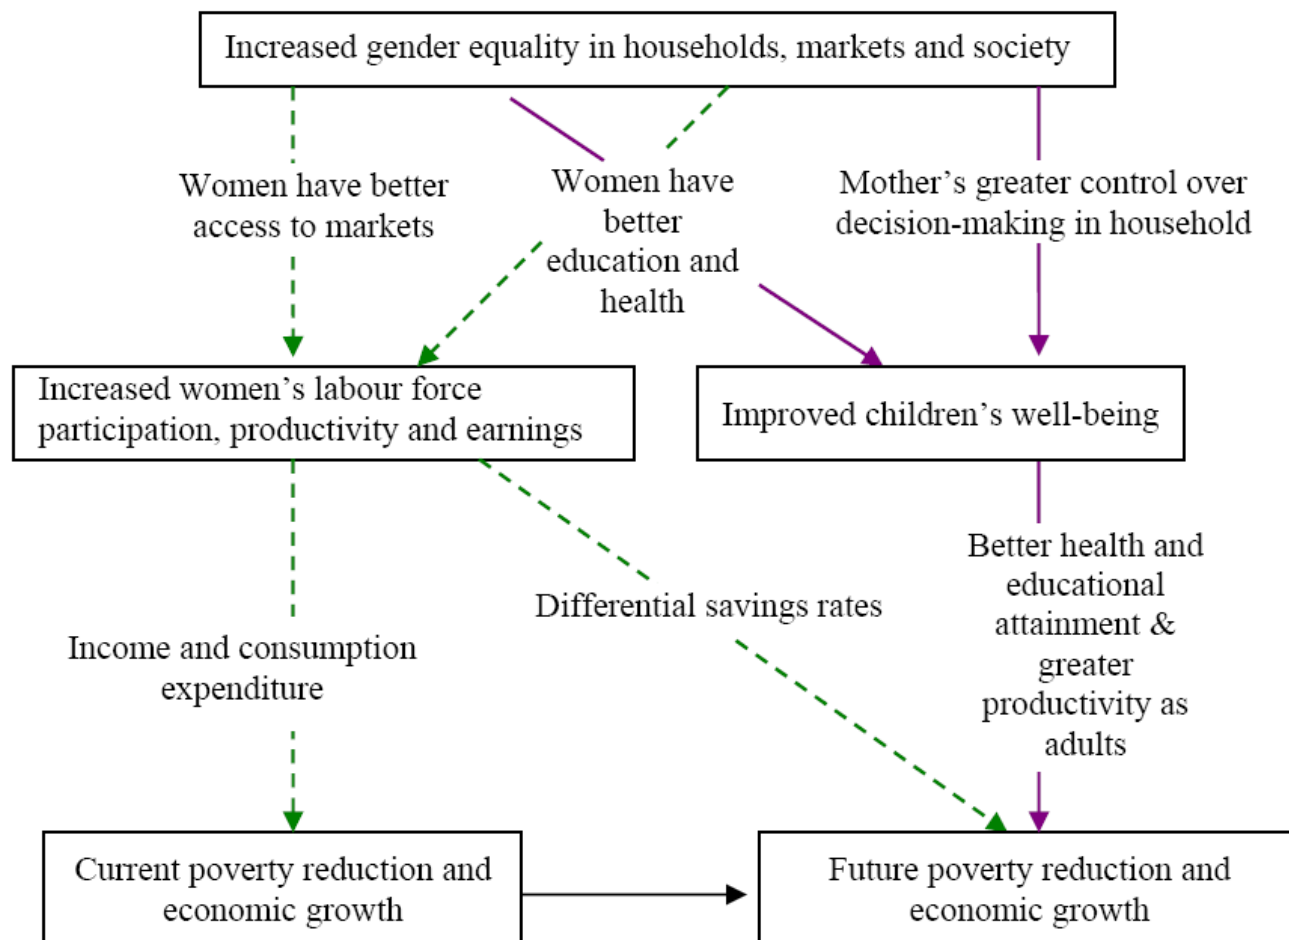 Increased gender equality in households, markets and society
Women have better
access to markets
Women have
better
education and
health
Mother’s greater control over
decision-making in household
Increased women’s labour force
participation, productivity and earnings
Improved children’s well-being
Income and consumption
expenditure
Differential savings rates
Better health and
educational
attainment &
greater
productivity as
adults
Current poverty reduction and
economic growth
Future poverty reduction and
economic growth